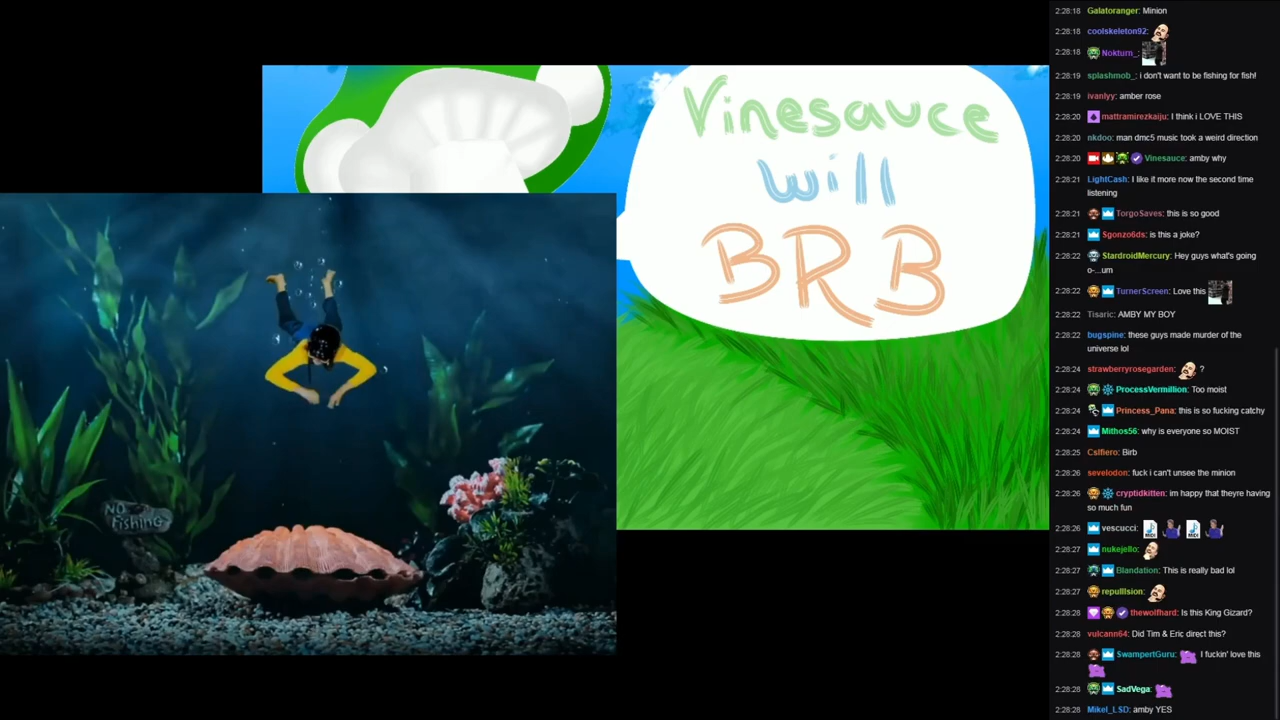 Vinesauce
will
BRB
NO
Fishing
2:28:18 Galatoranger: Minion
2:28:18 coolskeleton92:
2:28:18 Nokturn_:
2:28:19 splashmob_: i don't want to be fishing for fish!
2:28:19 ivanlyy: amber rose
2:28:20 mattramirezkaiju: I think i LOVE THIS
2:28:20 nkdoo: man dmc5 music took a weird direction
2:28:20 Vinesauce: amby why
2:28:21 LightCash: I like it more now the second time
listening
2:28:21 TorgoSaves: this is so good
2:28:21 Sgonzo6ds: is this a joke?
2:28:22 StardroidMercury: Hey guys what's going
o-...um
2:28:22 TurnerScreen: Love this
2:28:22 Tisaric: AMBY MY BOY
2:28:22 bugspine: these guys made murder of the
universe lol
2:28:24 strawberryrosegarden: ?
2:28:24 ProcessVermillion: Too moist
2:28:24 Princess_Pana: this is so fucking catchy
2:28:24 Mithos56: why is everyone so MOIST
2:28:25 Cslfiero: Birb
2:28:26 sevelodon: fuck i can't unsee the minion
2:28:26 cryptidkitten: im happy that theyre having
so much fun
2:28:26 vescucci: MIDI MIDI
2:28:27 nukejello:
2:28:27 Blandation: This is really bad lol
2:28:27 repulllsion:
2:28:28 thewolfhard: Is this King Gizard?
2:28:28 vulcann64: Did Tim & Eric direct this?
2:28:28 SwampertGuru: I fuckin' love this
2:28:28 SadVega:
2:28:28 Mikel_LSD: amby YES